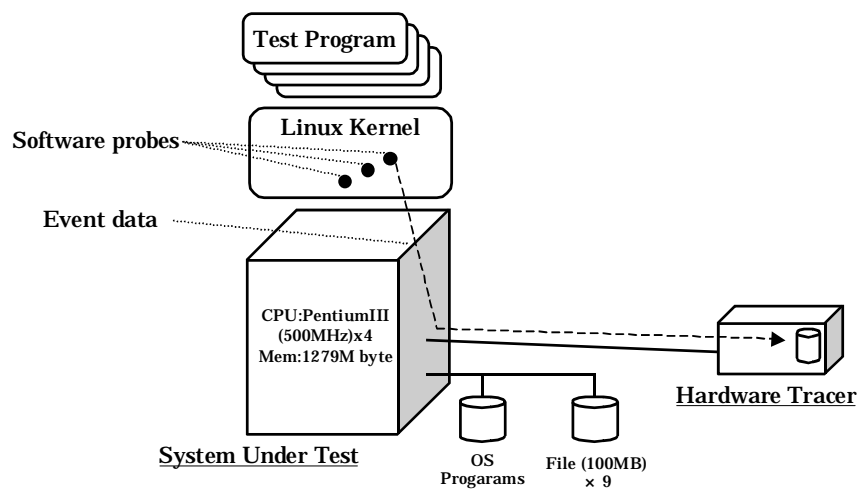 Test Program
Linux Kernel
Software probes
Event data
CPU:PentiumIII
(500MHz)x4
Mem:1279M byte
Hardware Tracer
System Under Test
OS
Progarams
File (100MB)
× 9